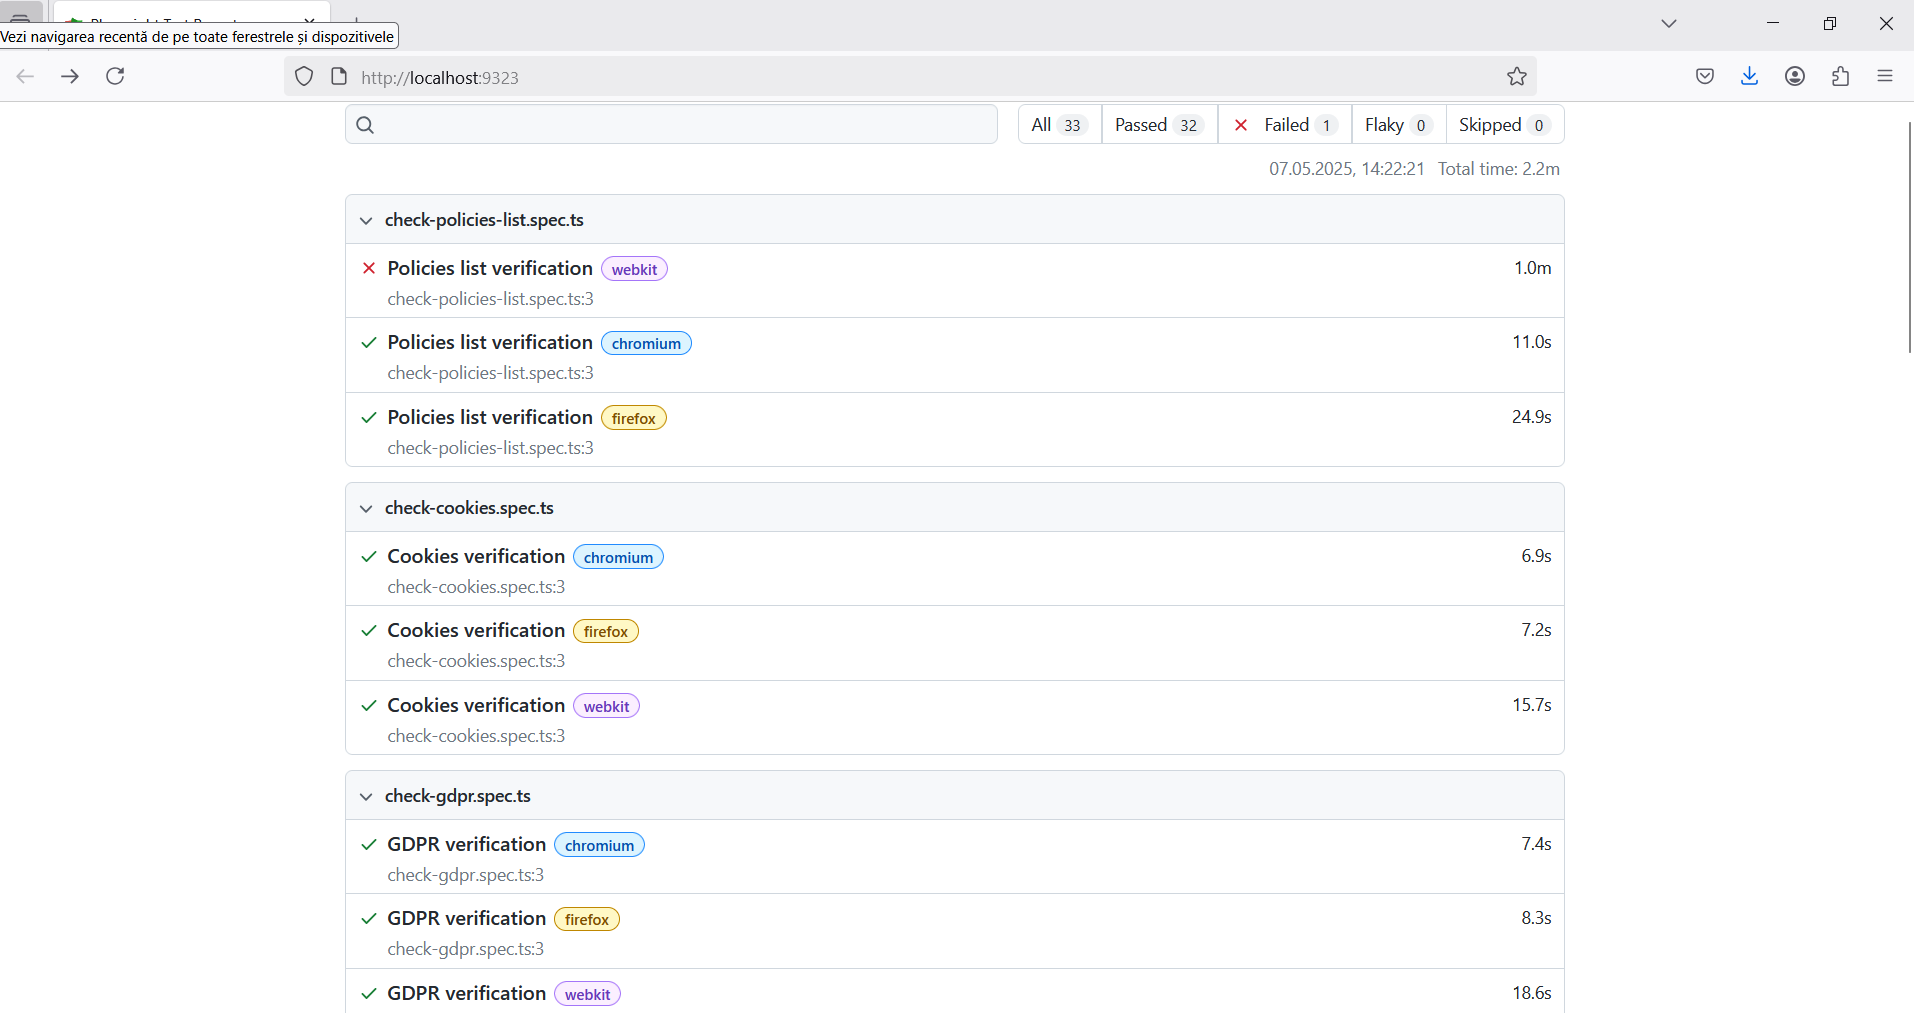 Vezi navigarea recentă de pe toate ferestrele și dispozitivele
http://localhost:9323
All 33 Passed 32 Failed 1 Flaky 0 Skipped 0
07.05.2025, 14:22:21 Total time: 2.2m
check-policies-list.spec.ts
Policies list verification webkit 1.0m
check-policies-list.spec.ts:3
Policies list verification chromium 11.0s
check-policies-list.spec.ts:3
Policies list verification firefox 24.9s
check-policies-list.spec.ts:3
check-cookies.spec.ts
Cookies verification chromium 6.9s
check-cookies.spec.ts:3
Cookies verification firefox 7.2s
check-cookies.spec.ts:3
Cookies verification webkit 15.7s
check-cookies.spec.ts:3
check-gdpr.spec.ts
GDPR verification chromium 7.4s
check-gdpr.spec.ts:3
GDPR verification firefox 8.3s
check-gdpr.spec.ts:3
GDPR verification webkit 18.6s